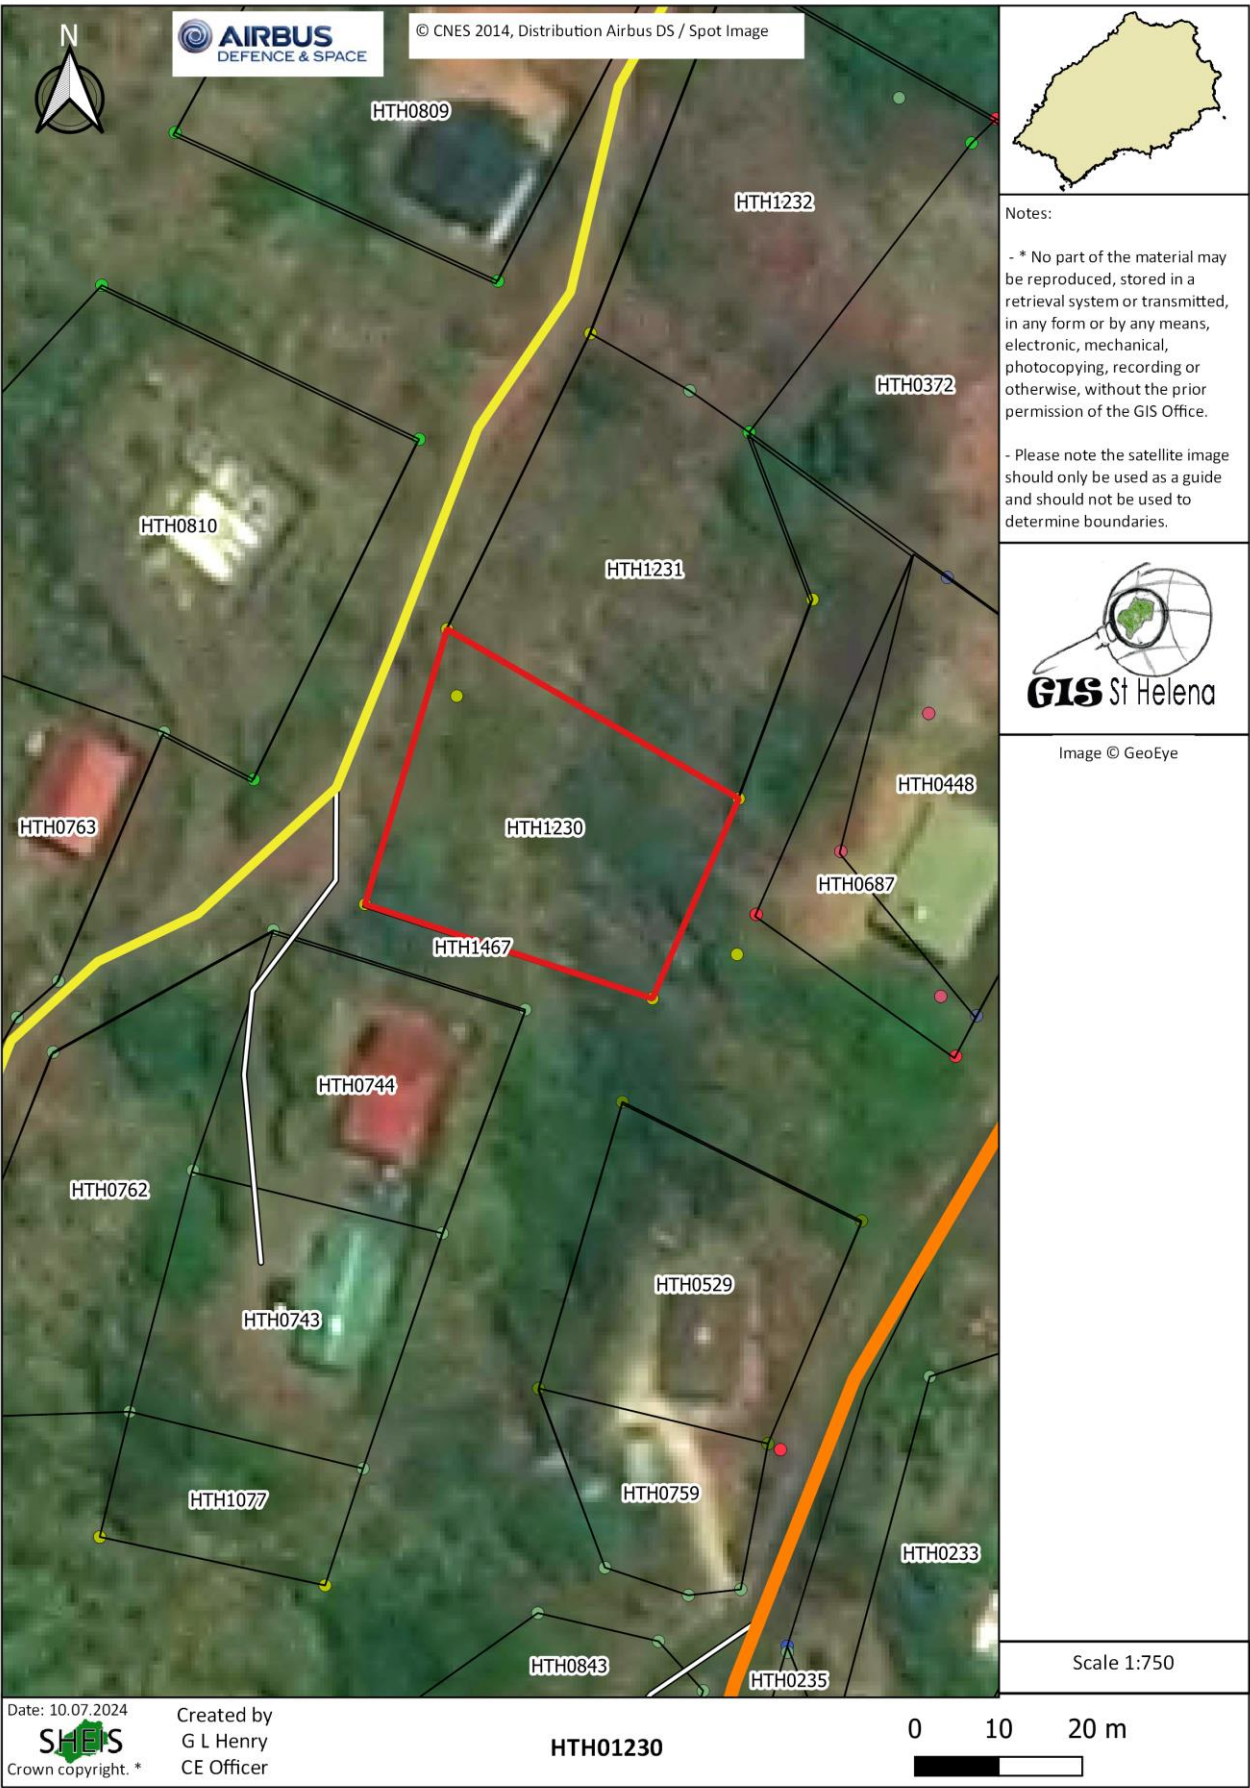 N
AIRBUS
DEFENCE & SPACE
© CNES 2014, Distribution Airbus DS / Spot Image
HTH0809
HTH1232
HTH0372
HTH0810
HTH1231
HTH0448
HTH0763
HTH1230
HTH0687
HTH1467
HTH0744
HTH0762
HTH0529
HTH0743
HTH0759
HTH1077
HTH0233
HTH0843
HTH0235
Notes:
- * No part of the material may
be reproduced, stored in a
retrieval system or transmitted,
in any form or by any means,
electronic, mechanical,
photocopying, recording or
otherwise, without the prior
permission of the GIS Office.
- Please note the satellite image
should only be used as a guide
and should not be used to
determine boundaries.
GIS St Helena
Image © GeoEye
Scale 1:750
Date: 10.07.2024
SHEIS
Crown copyright. *
Created by
G L Henry
CE Officer
HTH01230
0 10 20 m